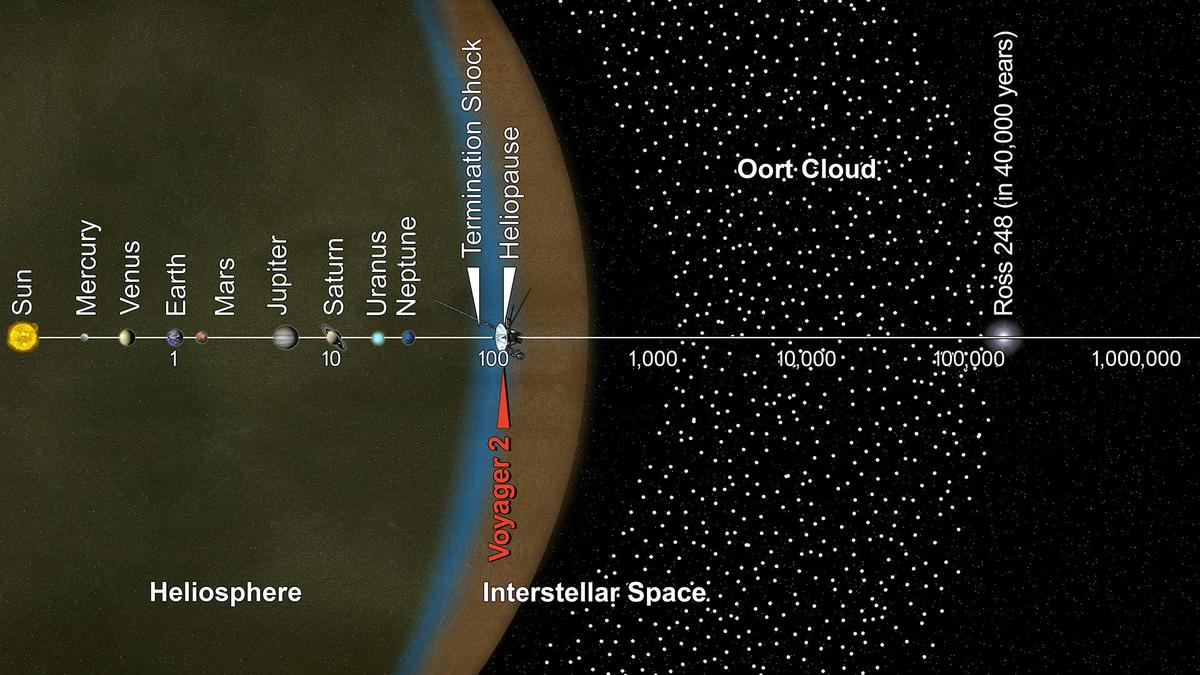 Sun
Mercury
Venus
Earth
Mars
Jupiter
Saturn
Uranus
Neptune
Termination Shock
Heliopause
Oort Cloud
Ross 248 (in 40,000 years)
1
10
100
1,000
10,000
100,000
1,000,000
Voyager 2
Heliosphere
Interstellar Space